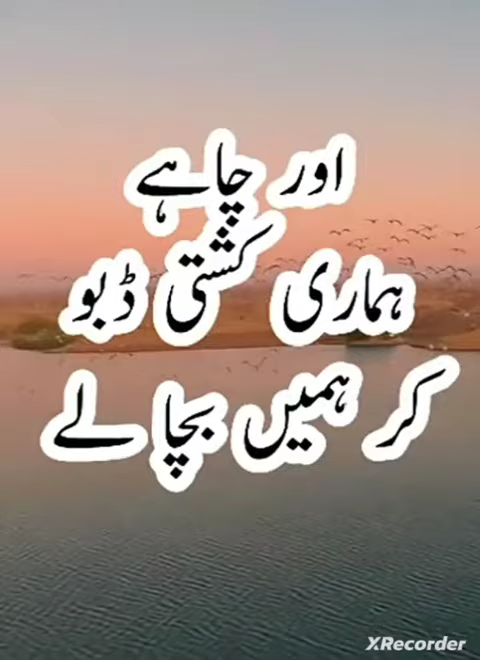 اور چاہے
ہماری کشتی ڈبو
کر ہمیں بچا لے
XRecorder